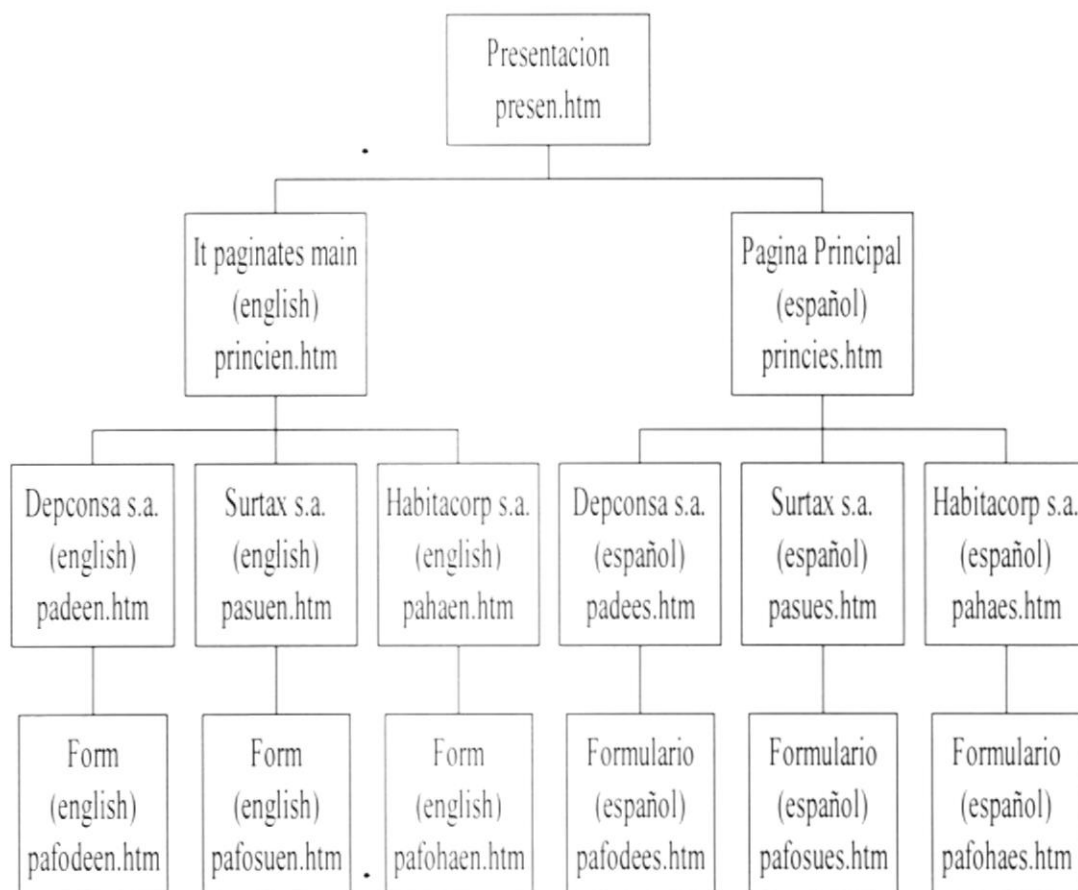 Presentacion
presen.htm
It paginates main
(english)
princien.htm
Pagina Principal
(español)
princies.htm
Depconsa s.a.
(english)
padeen.htm
Surtax s.a.
(english)
pasuen.htm
Habitacorp s.a.
(english)
pahaen.htm
Depconsa s.a.
(español)
padees.htm
Surtax s.a.
(español)
pasues.htm
Habitacorp s.a.
(español)
pahaes.htm
Form
(english)
pafodeen.htm
Form
(english)
pafosuen.htm
Form
(english)
pafohaen.htm
Formulario
(español)
pafodees.htm
Formulario
(español)
pafosues.htm
Formulario
(español)
pafohaes.htm